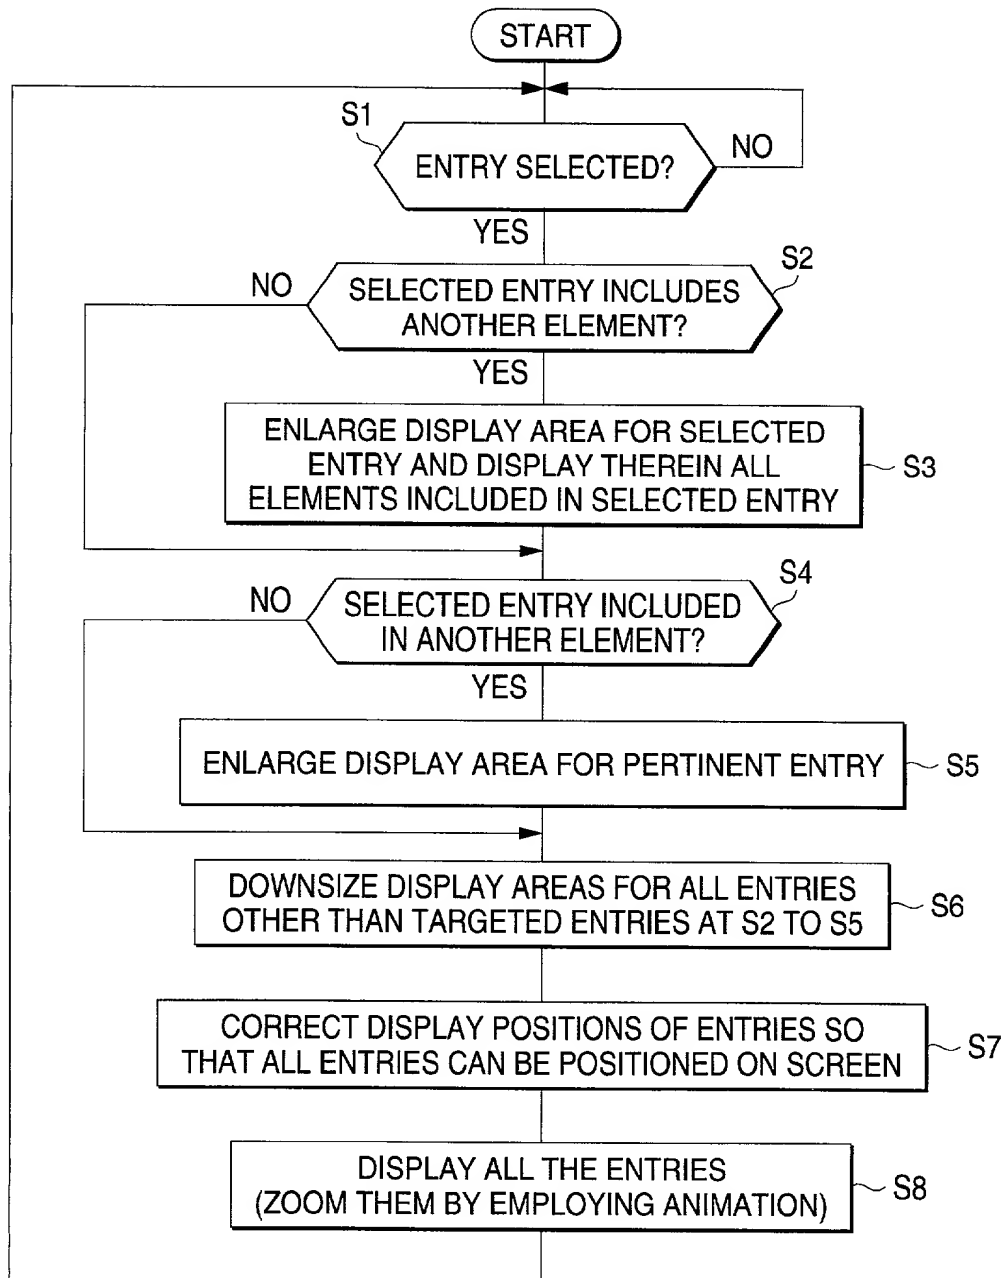 START
S1
ENTRY SELECTED?
NO
YES
S2
NO
SELECTED ENTRY INCLUDES
ANOTHER ELEMENT?
YES
ENLARGE DISPLAY AREA FOR SELECTED
ENTRY AND DISPLAY THEREIN ALL
ELEMENTS INCLUDED IN SELECTED ENTRY
S3
S4
NO
SELECTED ENTRY INCLUDED
IN ANOTHER ELEMENT?
YES
ENLARGE DISPLAY AREA FOR PERTINENT ENTRY
S5
DOWNSIZE DISPLAY AREAS FOR ALL ENTRIES
OTHER THAN TARGETED ENTRIES AT S2 TO S5
S6
CORRECT DISPLAY POSITIONS OF ENTRIES SO
THAT ALL ENTRIES CAN BE POSITIONED ON SCREEN
S7
DISPLAY ALL THE ENTRIES
(ZOOM THEM BY EMPLOYING ANIMATION)
S8